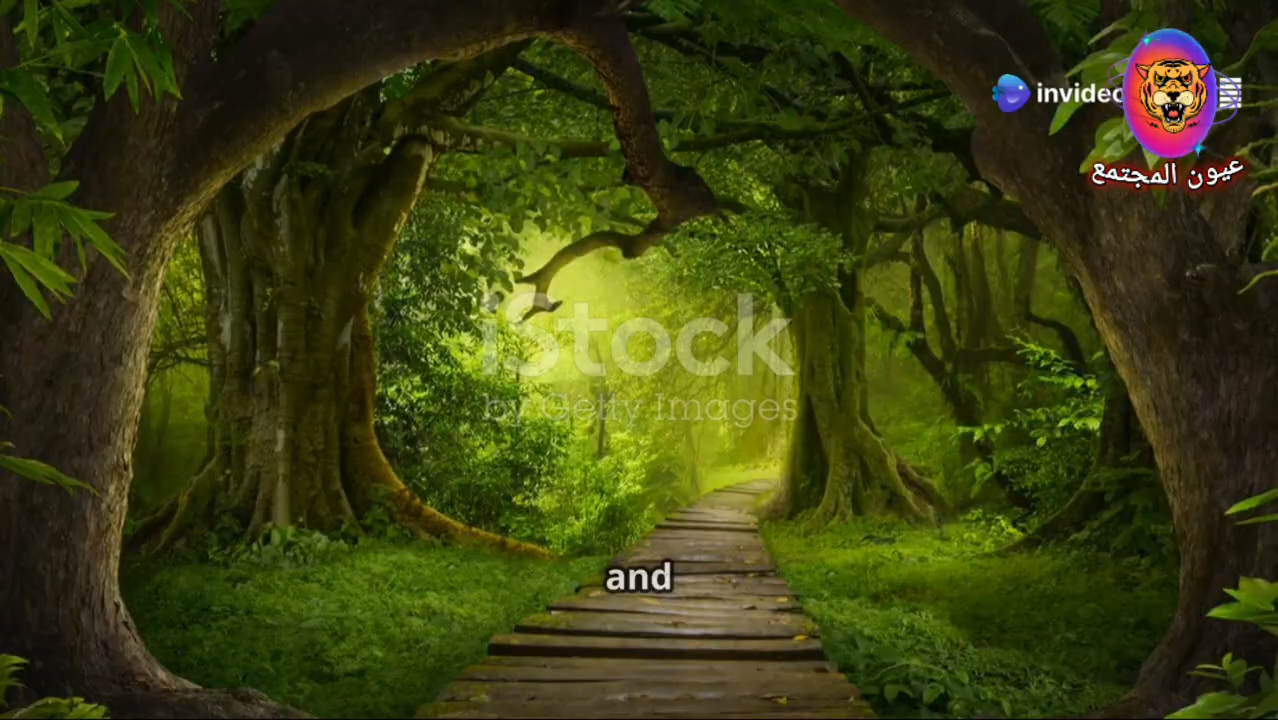 invideo
عيون المجتمع
iStock
by Getty Images
and